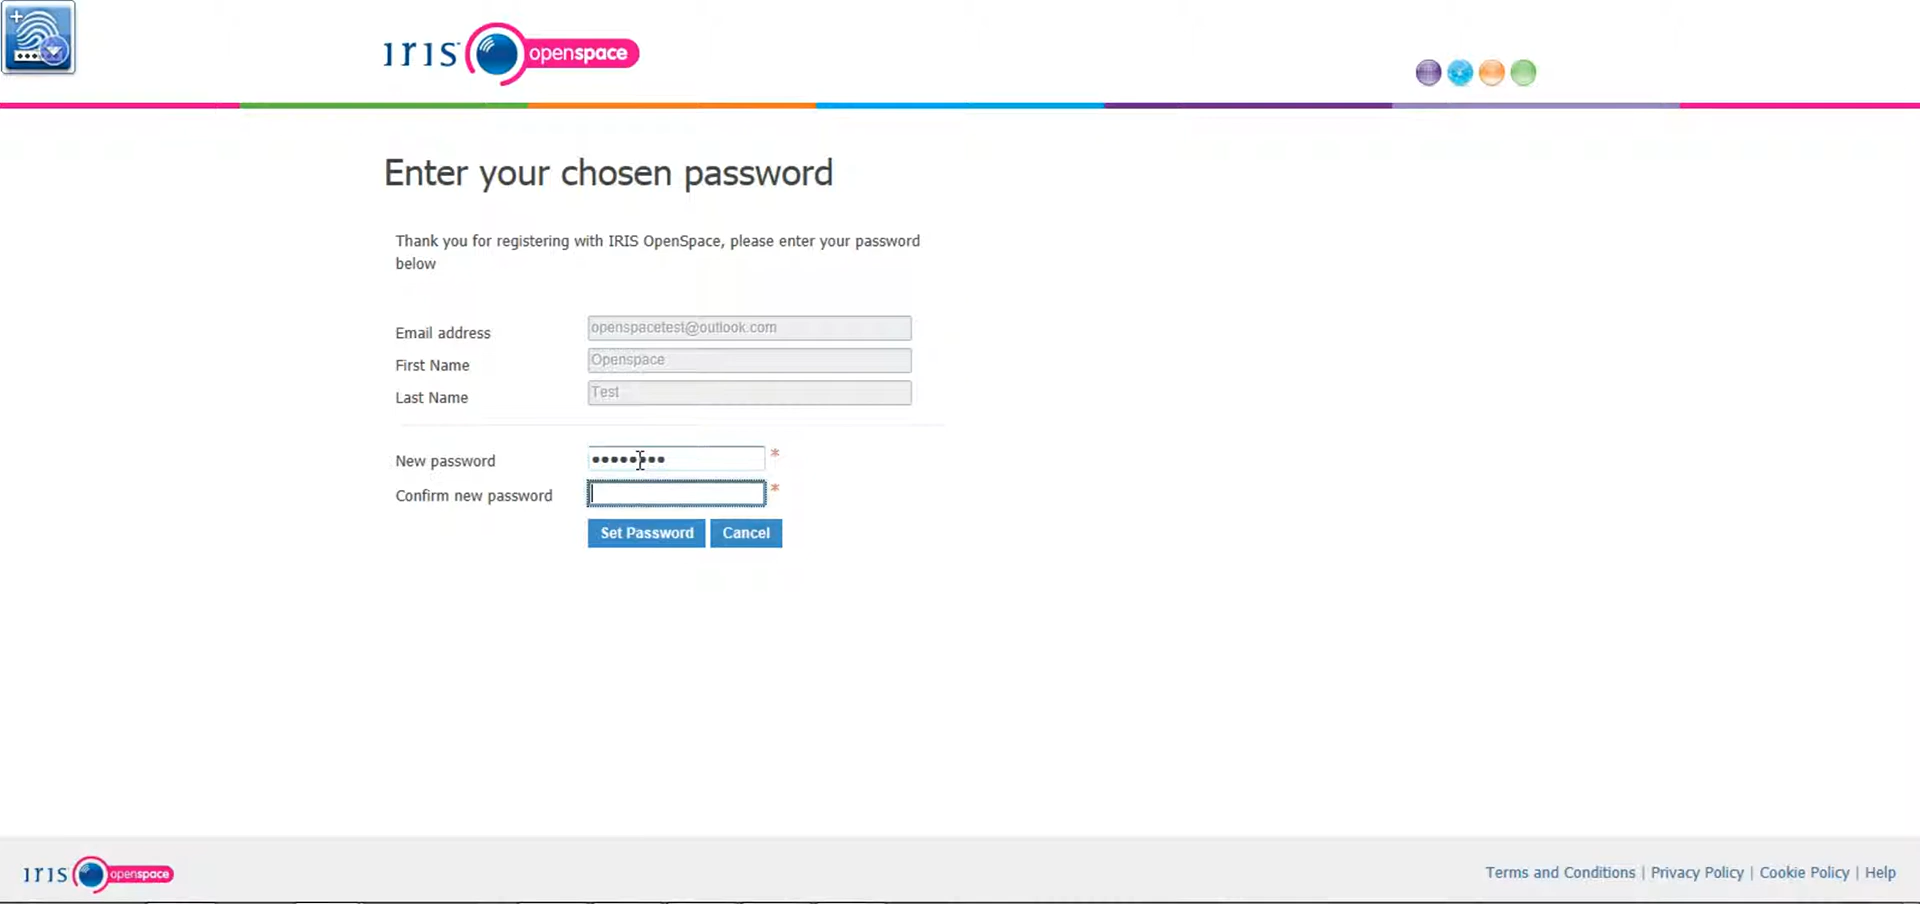 IRIS openspace
Enter your chosen password
Thank you for registering with IRIS OpenSpace, please enter your password
below
Email address openspacetest@outlook.com
First Name Openspace
Last Name Test
New password •••••••• *
Confirm new password *
Set Password Cancel
IRIS openspace Terms and Conditions | Privacy Policy | Cookie Policy | Help